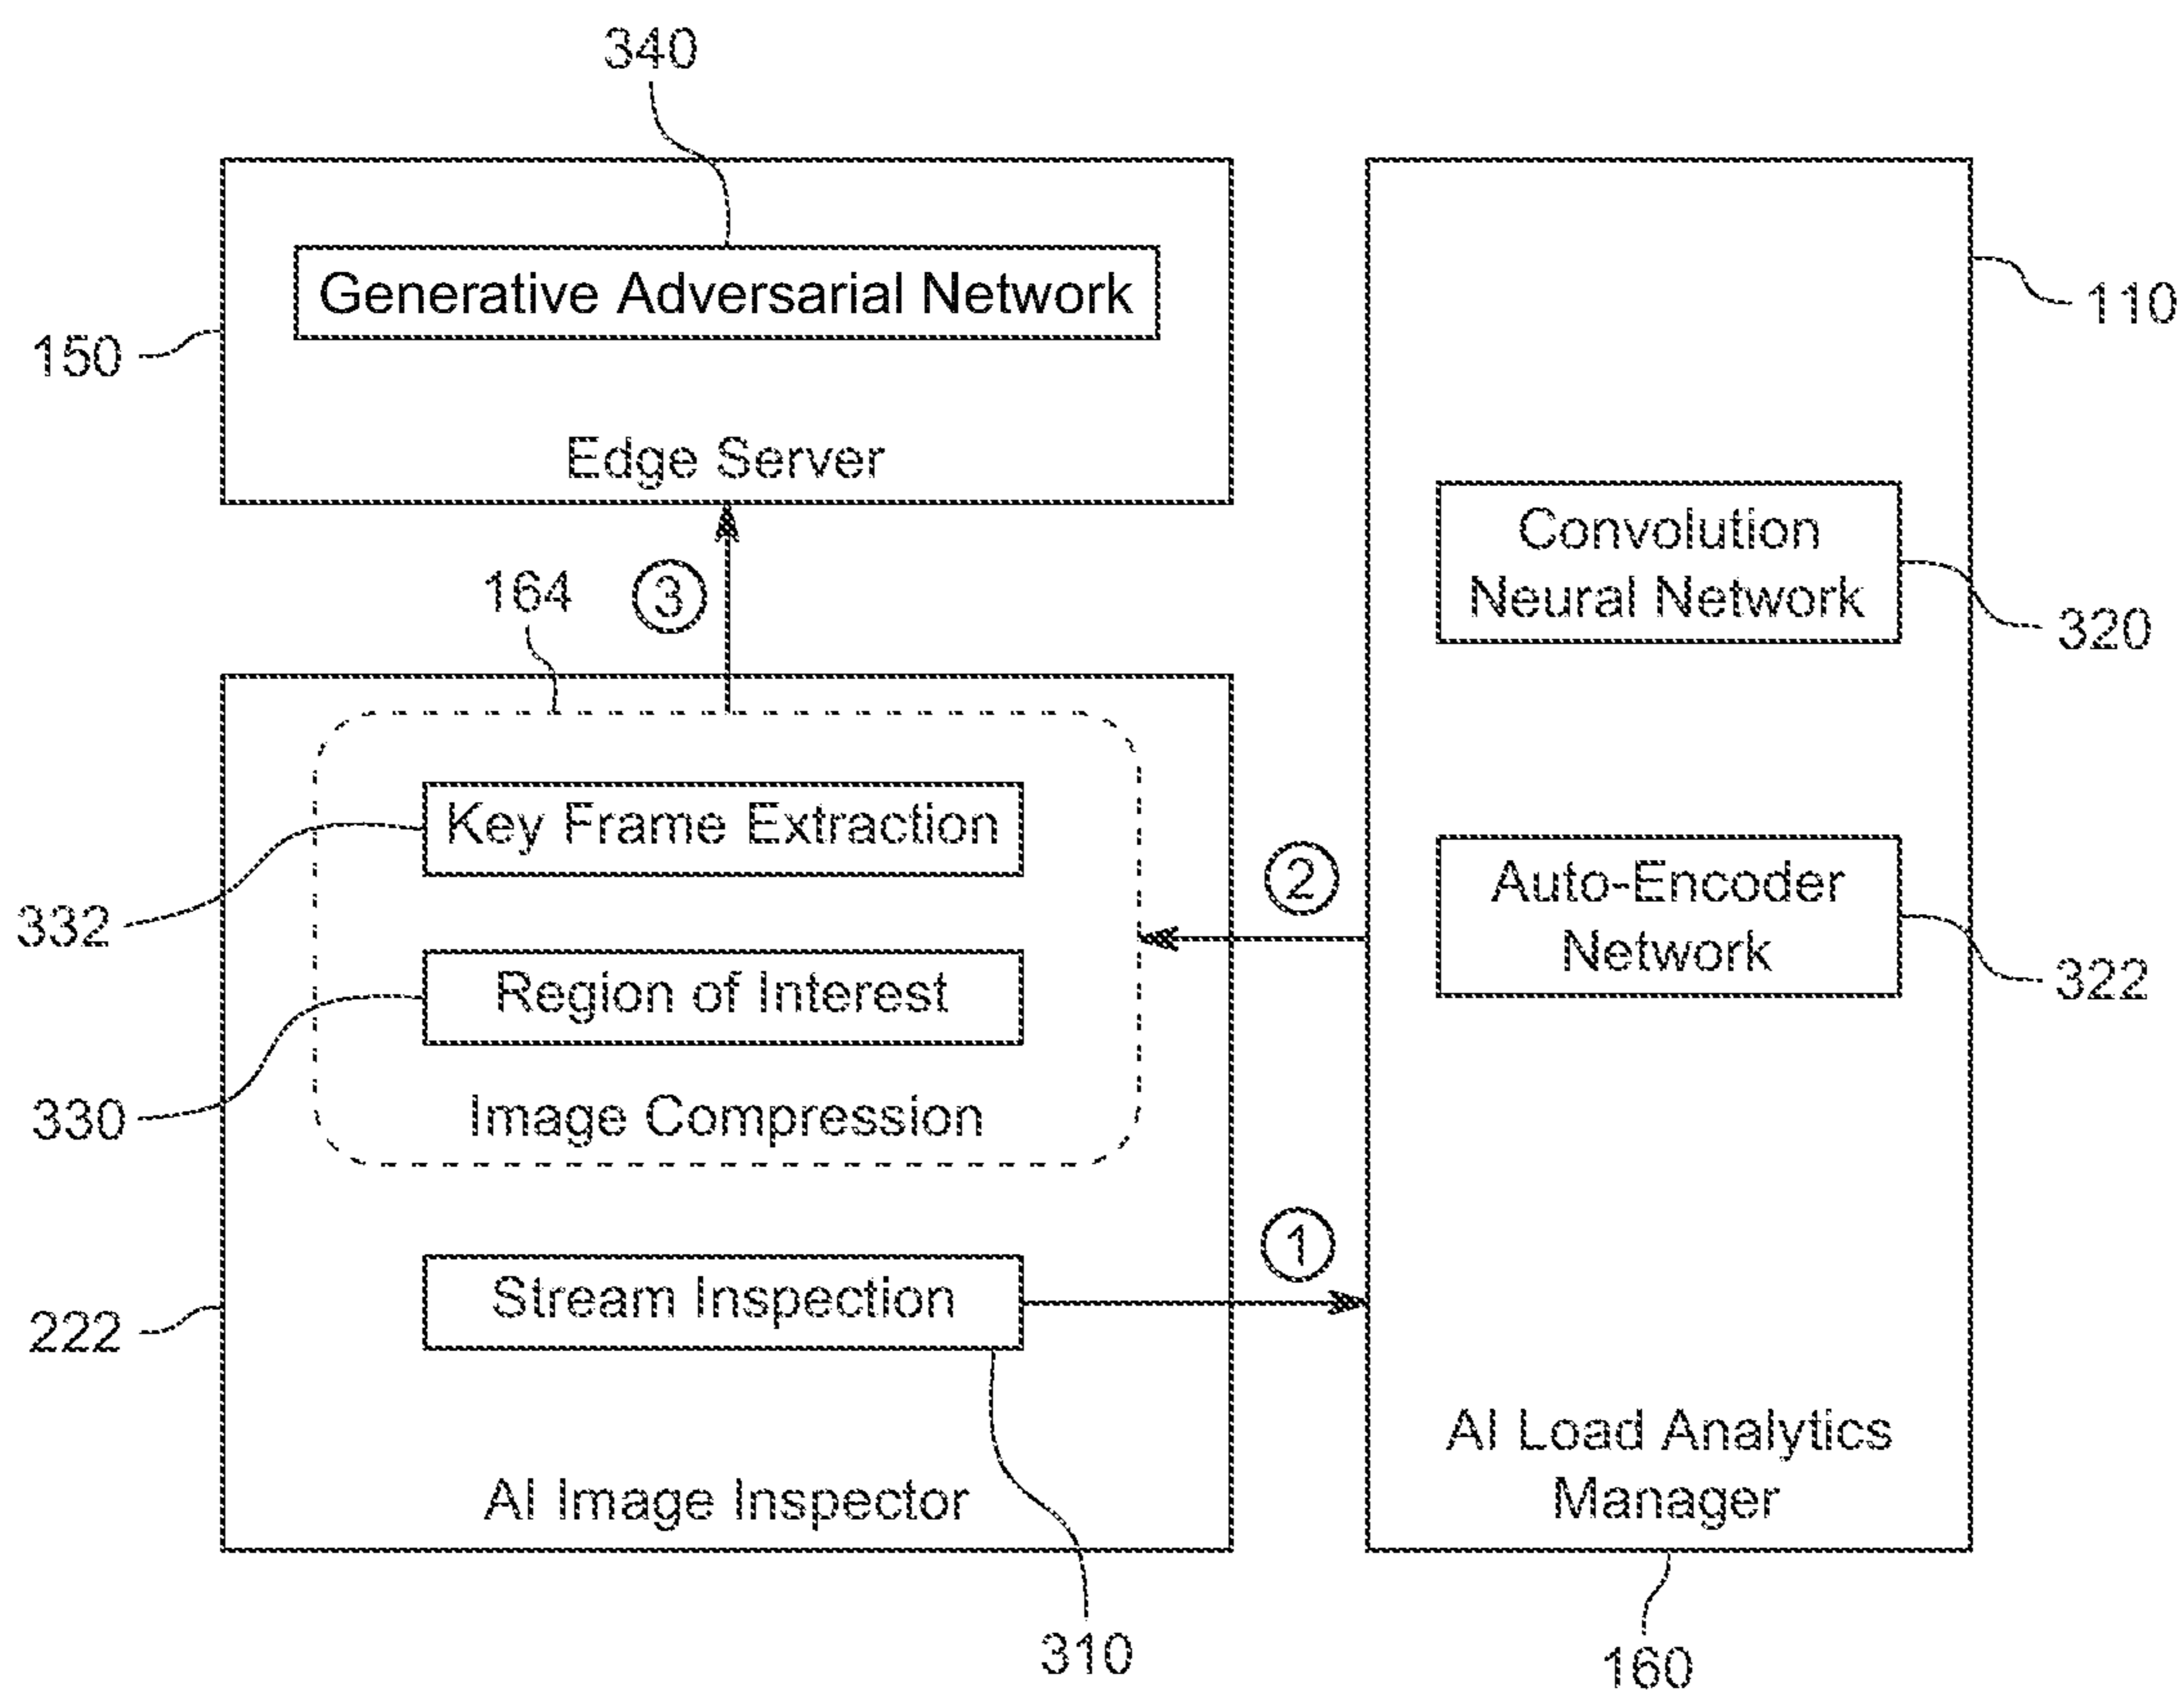 340
Generative Adversarial Network
110
150
Edge Server
Convolution
Neural Network
164
3
320
Key Frame Extraction
2
Auto-Encoder
Network
332
Region of Interest
322
330
Image Compression
1
Stream Inspection
222
AI Load Analytics
Manager
AI Image Inspector
310
160